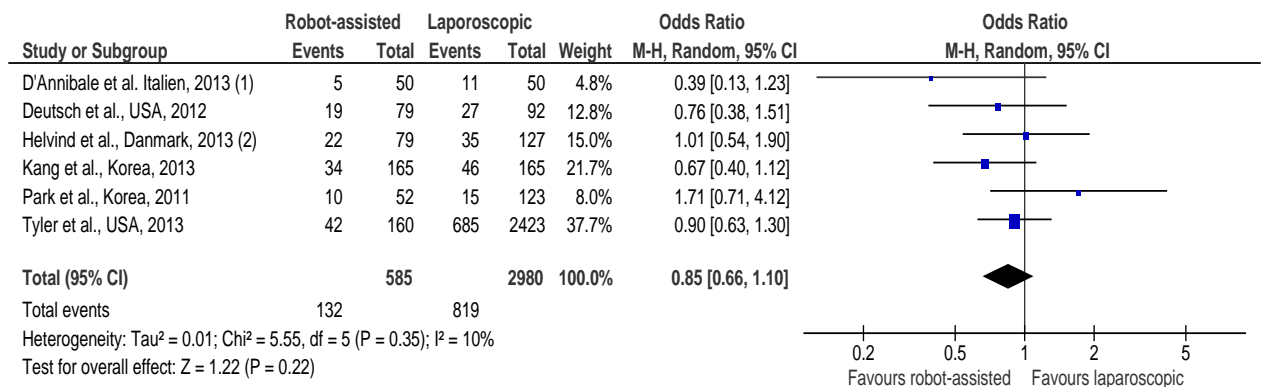 Robot-assisted Laparoscopic Odds Ratio Odds Ratio
Study or Subgroup Events Total Events Total Weight M-H, Random, 95% CI M-H, Random, 95% CI
D'Annibale et al. Italien, 2013 (1) 5 50 11 50 4.8% 0.39 [0.13, 1.23]
Deutsch et al., USA, 2012 19 79 27 92 12.8% 0.76 [0.38, 1.51]
Helvind et al., Danmark, 2013 (2) 22 79 35 127 15.0% 1.01 [0.54, 1.90]
Kang et al., Korea, 2013 34 165 46 165 21.7% 0.67 [0.40, 1.12]
Park et al., Korea, 2011 10 52 15 123 8.0% 1.71 [0.71, 4.12]
Tyler et al., USA, 2013 42 160 685 2423 37.7% 0.90 [0.63, 1.30]
Total (95% CI) 585 2980 100.0% 0.85 [0.66, 1.10]
Total events 132 819
Heterogeneity: Tau² = 0.01; Chi² = 5.55, df = 5 (P = 0.35); I² = 10%
Test for overall effect: Z = 1.22 (P = 0.22)
0.2 0.5 1 2 5
Favours robot-assisted Favours laparoscopic